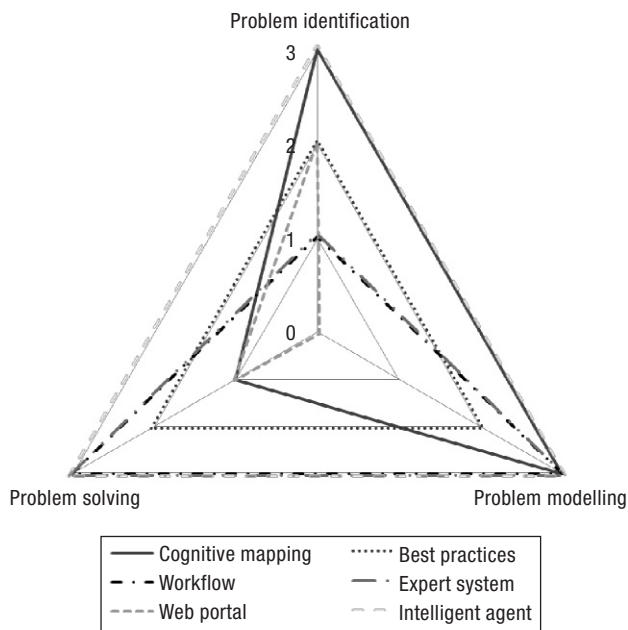 Problem identification
3
2
1
0
Problem solving
Problem modelling
Cognitive mapping
Best practices
Workflow
Expert system
Web portal
Intelligent agent